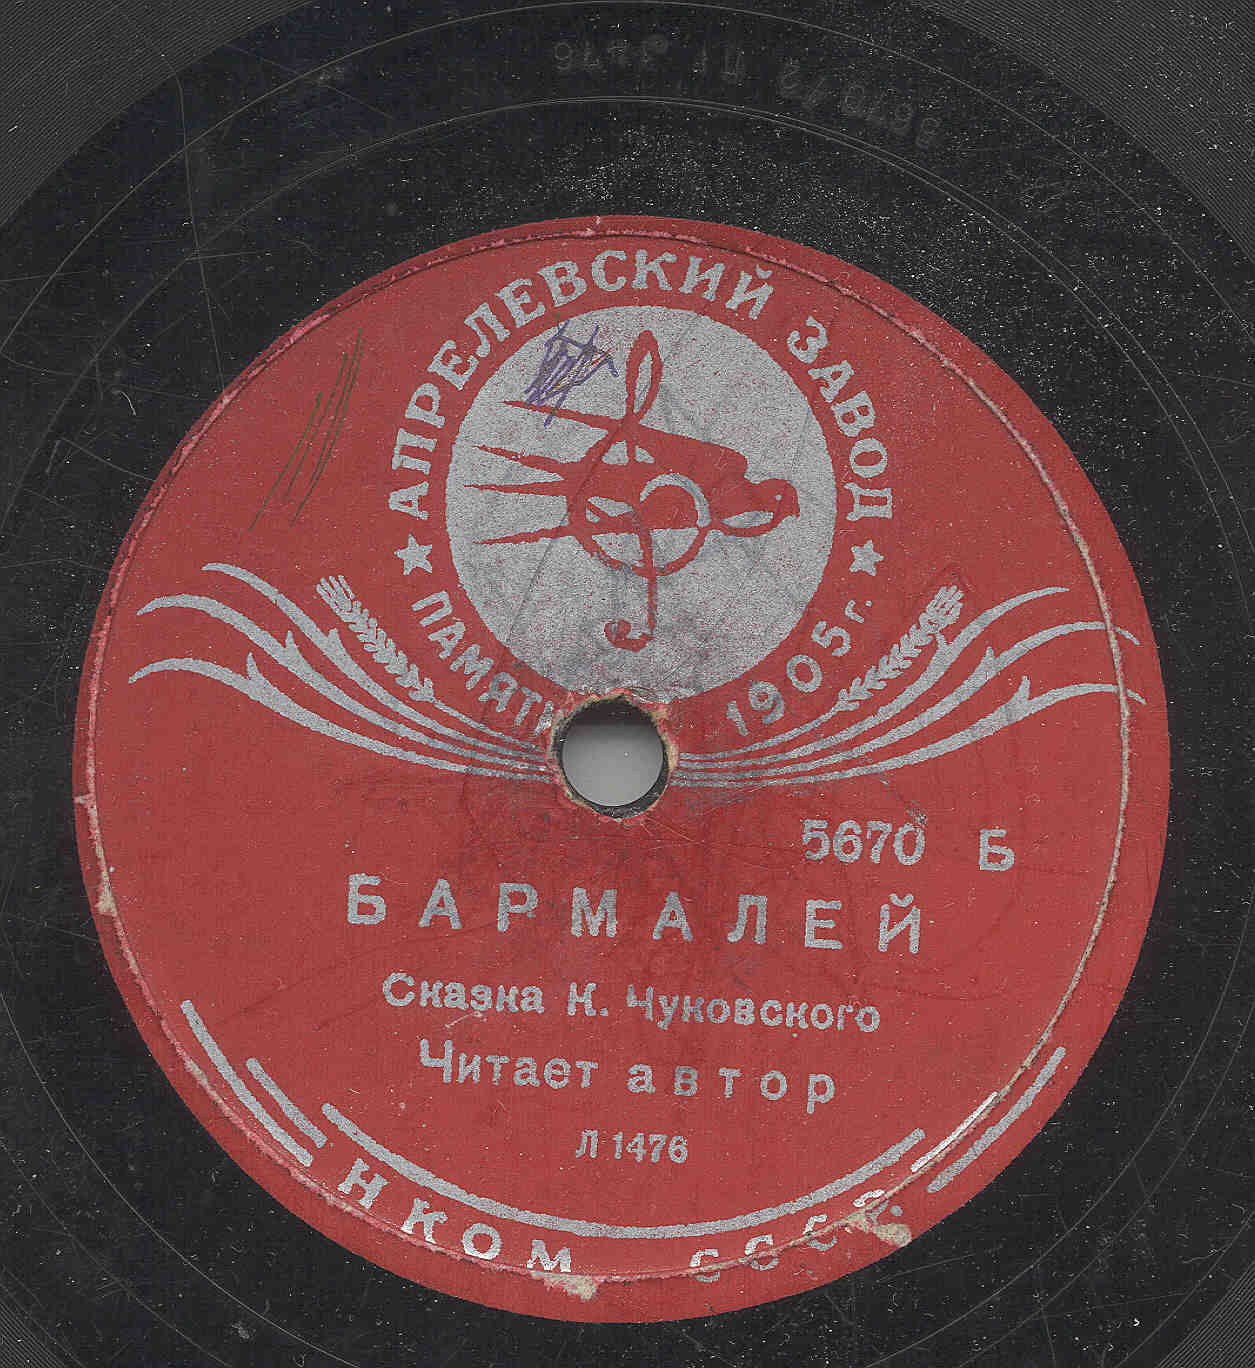 АПРЕЛЕВСКИЙ ЗАВОД
ПАМЯТИ 1905 г.
5670 Б
БАРМАЛЕЙ
Сказка К. Чуковского
Читает автор
Л 1476
НКОМ СССР